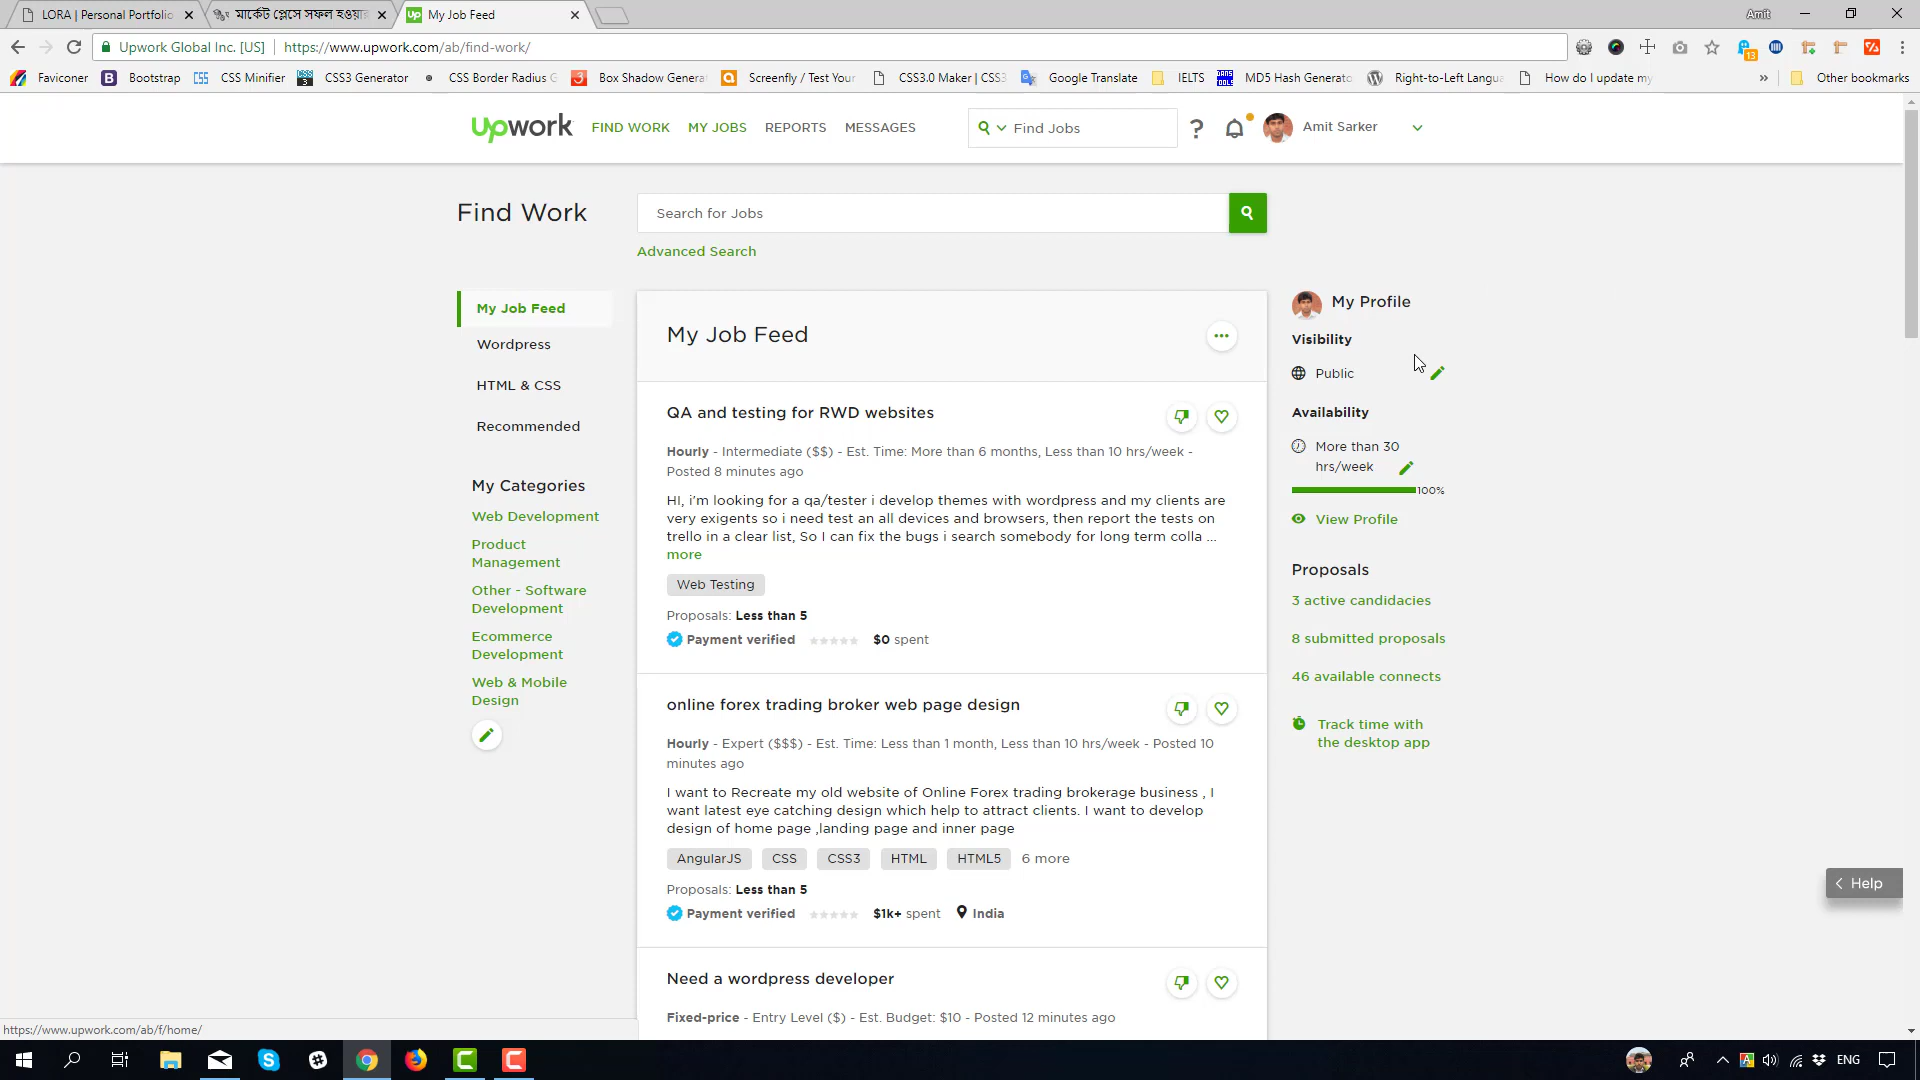 LORA | Personal Portfolio
মার্কেট প্লেসে সফল হওয়ার
My Job Feed
Amit
Upwork Global Inc. [US]
https://www.upwork.com/ab/find-work/
13
Faviconer
Bootstrap
CSS Minifier
CSS3 Generator
CSS Border Radius G
Box Shadow Genera
Screenfly / Test Your
CSS3.0 Maker | CSS3
Google Translate
IELTS
MD5 Hash Generato
Right-to-Left Langua
How do I update my
Other bookmarks
upwork
FIND WORK
MY JOBS
REPORTS
MESSAGES
Find Jobs
?
Amit Sarker
Find Work
Search for Jobs
Advanced Search
My Job Feed
Wordpress
HTML & CSS
Recommended
My Categories
Web Development
Product
Management
Other - Software
Development
Ecommerce
Development
Web & Mobile
Design
My Job Feed
QA and testing for RWD websites
Hourly - Intermediate ($$) - Est. Time: More than 6 months, Less than 10 hrs/week -
Posted 8 minutes ago
HI, i'm looking for a qa/tester i develop themes with wordpress and my clients are
very exigents so i need test an all devices and browsers, then report the tests on
trello in a clear list, So I can fix the bugs i search somebody for long term colla ...
more
Web Testing
Proposals: Less than 5
Payment verified $0 spent
online forex trading broker web page design
Hourly - Expert ($$$) - Est. Time: Less than 1 month, Less than 10 hrs/week - Posted 10
minutes ago
I want to Recreate my old website of Online Forex trading brokerage business , I
want latest eye catching design which help to attract clients. I want to develop
design of home page ,landing page and inner page
AngularJS CSS CSS3 HTML HTML5 6 more
Proposals: Less than 5
Payment verified $1k+ spent India
Need a wordpress developer
Fixed-price - Entry Level ($) - Est. Budget: $10 - Posted 12 minutes ago
My Profile
Visibility
Public
Availability
More than 30
hrs/week
100%
View Profile
Proposals
3 active candidacies
8 submitted proposals
46 available connects
Track time with
the desktop app
Help
https://www.upwork.com/ab/f/home/
ENG